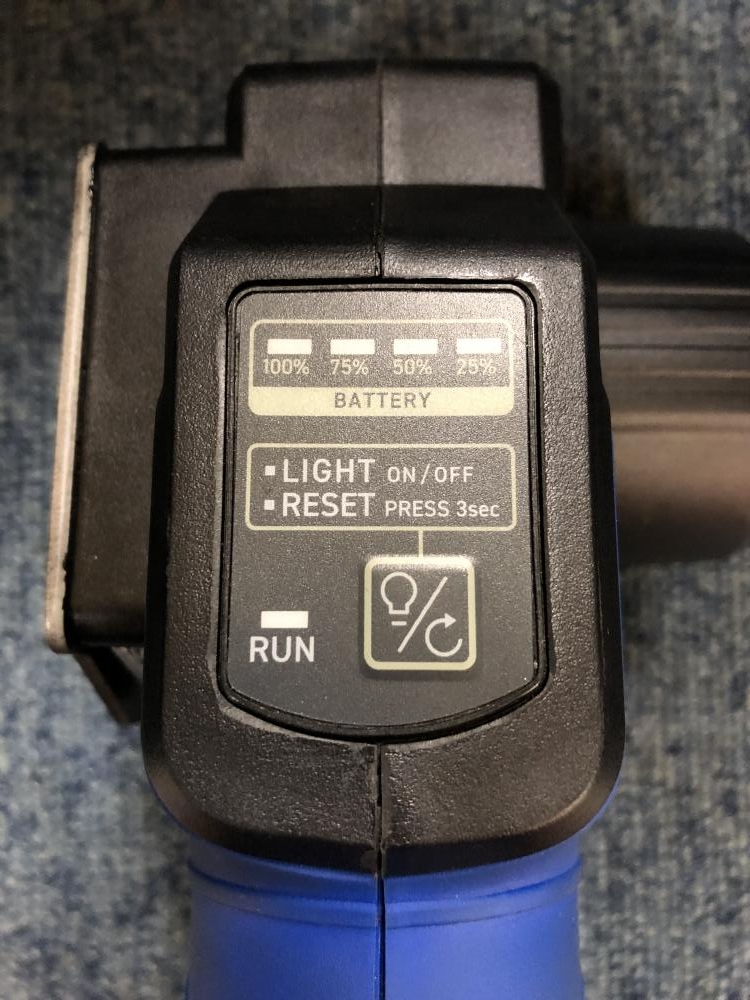 100% 75% 50% 25%
BATTERY
▪LIGHT ON/OFF
▪RESET PRESS 3sec
RUN